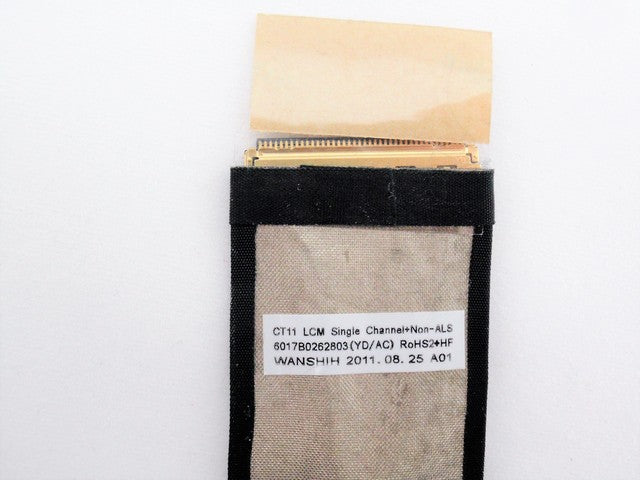 CT11 LCM Single Channel+Non-ALS
6017B0262803(YD/AC) RoHS2+HF
WANSHIH 2011.08.25 A01